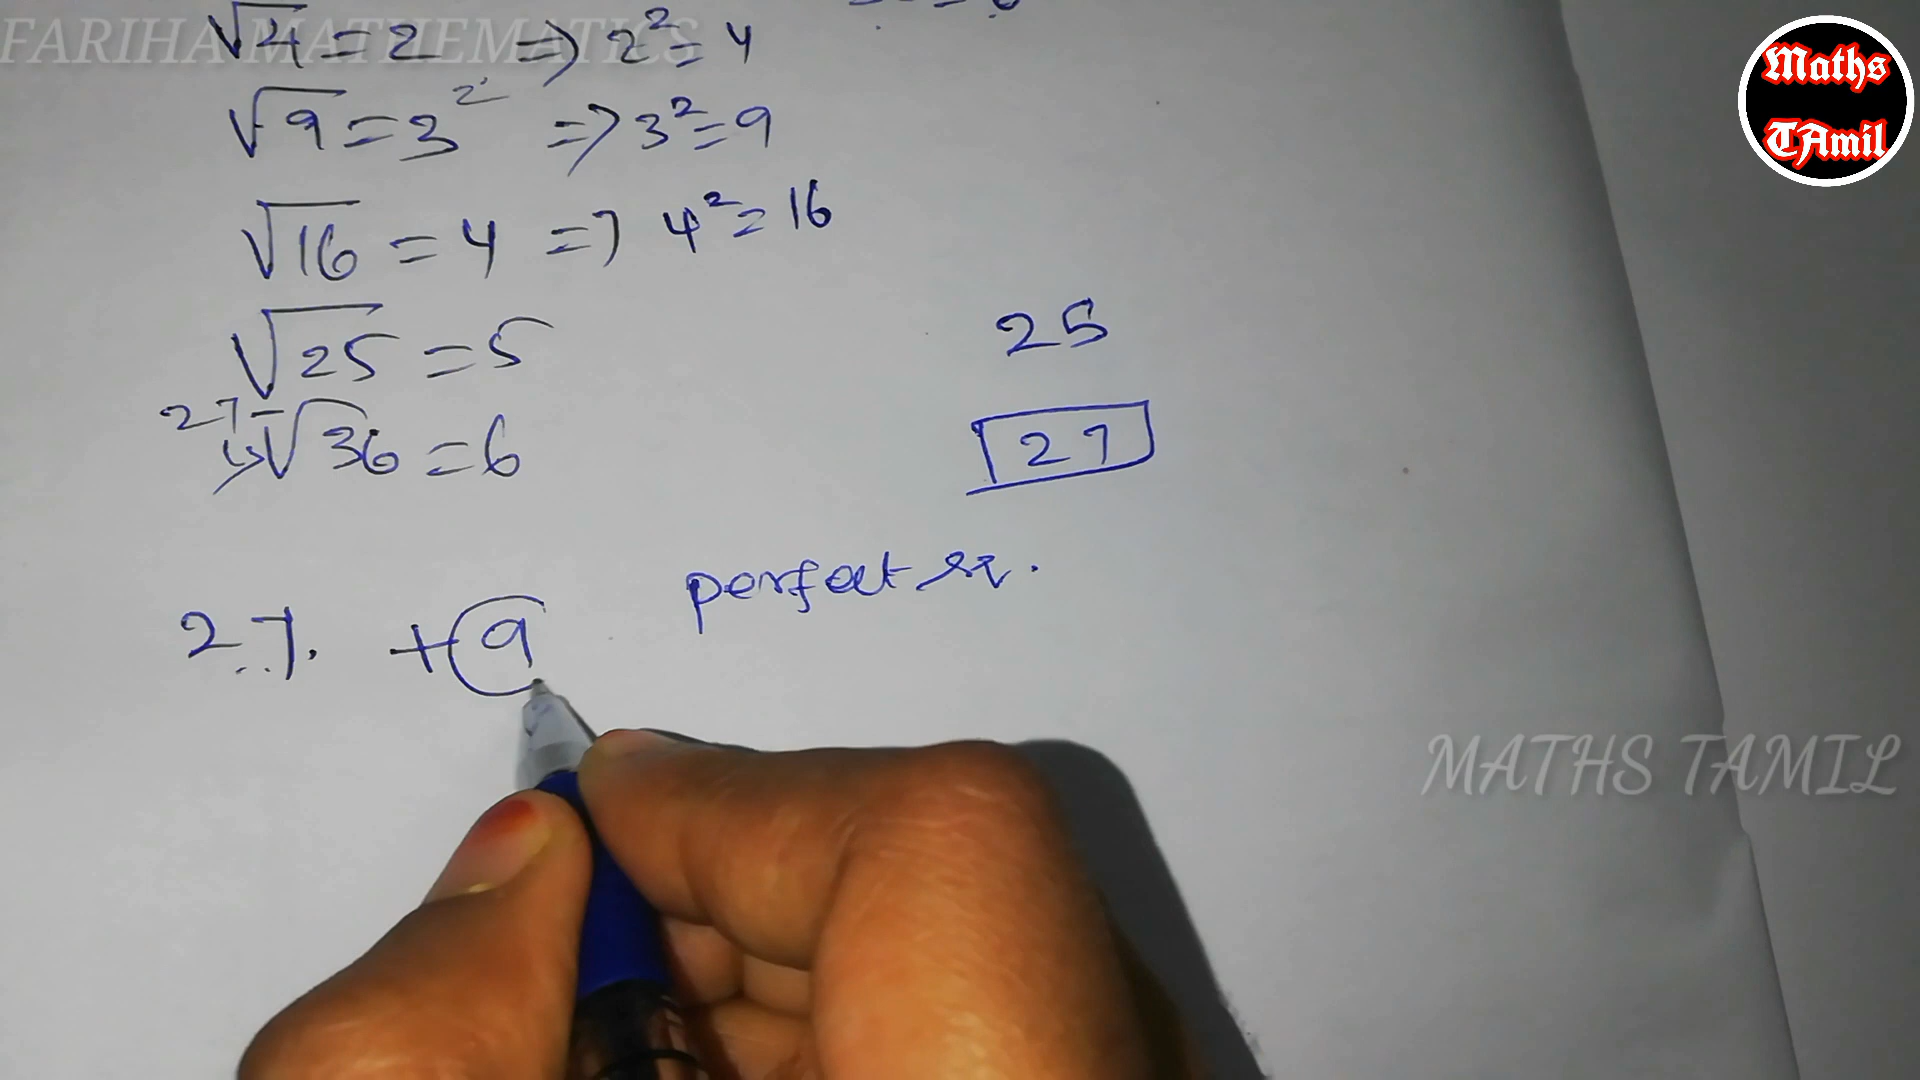 FARIHA MATHEMATICS
√4 = 2 => 2² = 4
√9 = 3² => 3² = 9
√16 = 4 => 4² = 16
√25 = 5
25
27
√36 = 6
27
perfect sq.
27. + 9
Maths
TAmil
MATHS TAMIL